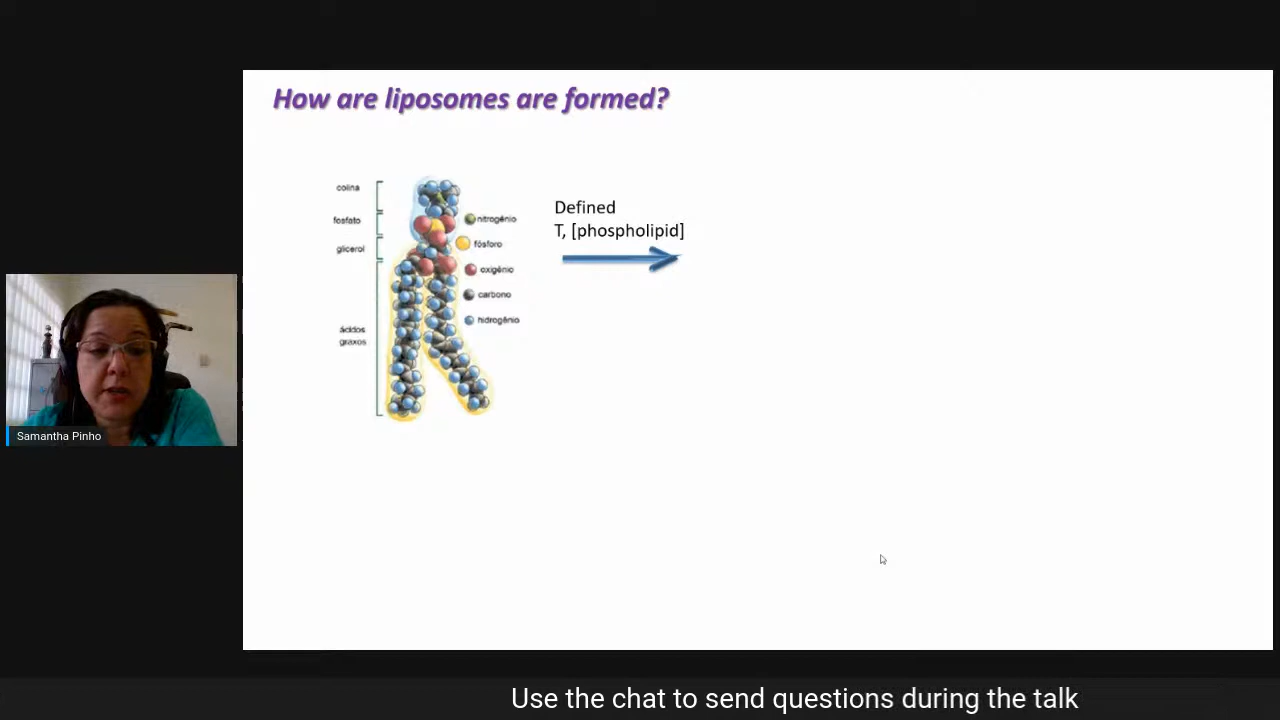 How are liposomes are formed?
colina
fosfato
glicerol
ácidos
graxos
nitrogênio
fósforo
oxigênio
carbono
hidrogênio
Defined
T, [phospholipid]
Samantha Pinho
Use the chat to send questions during the talk